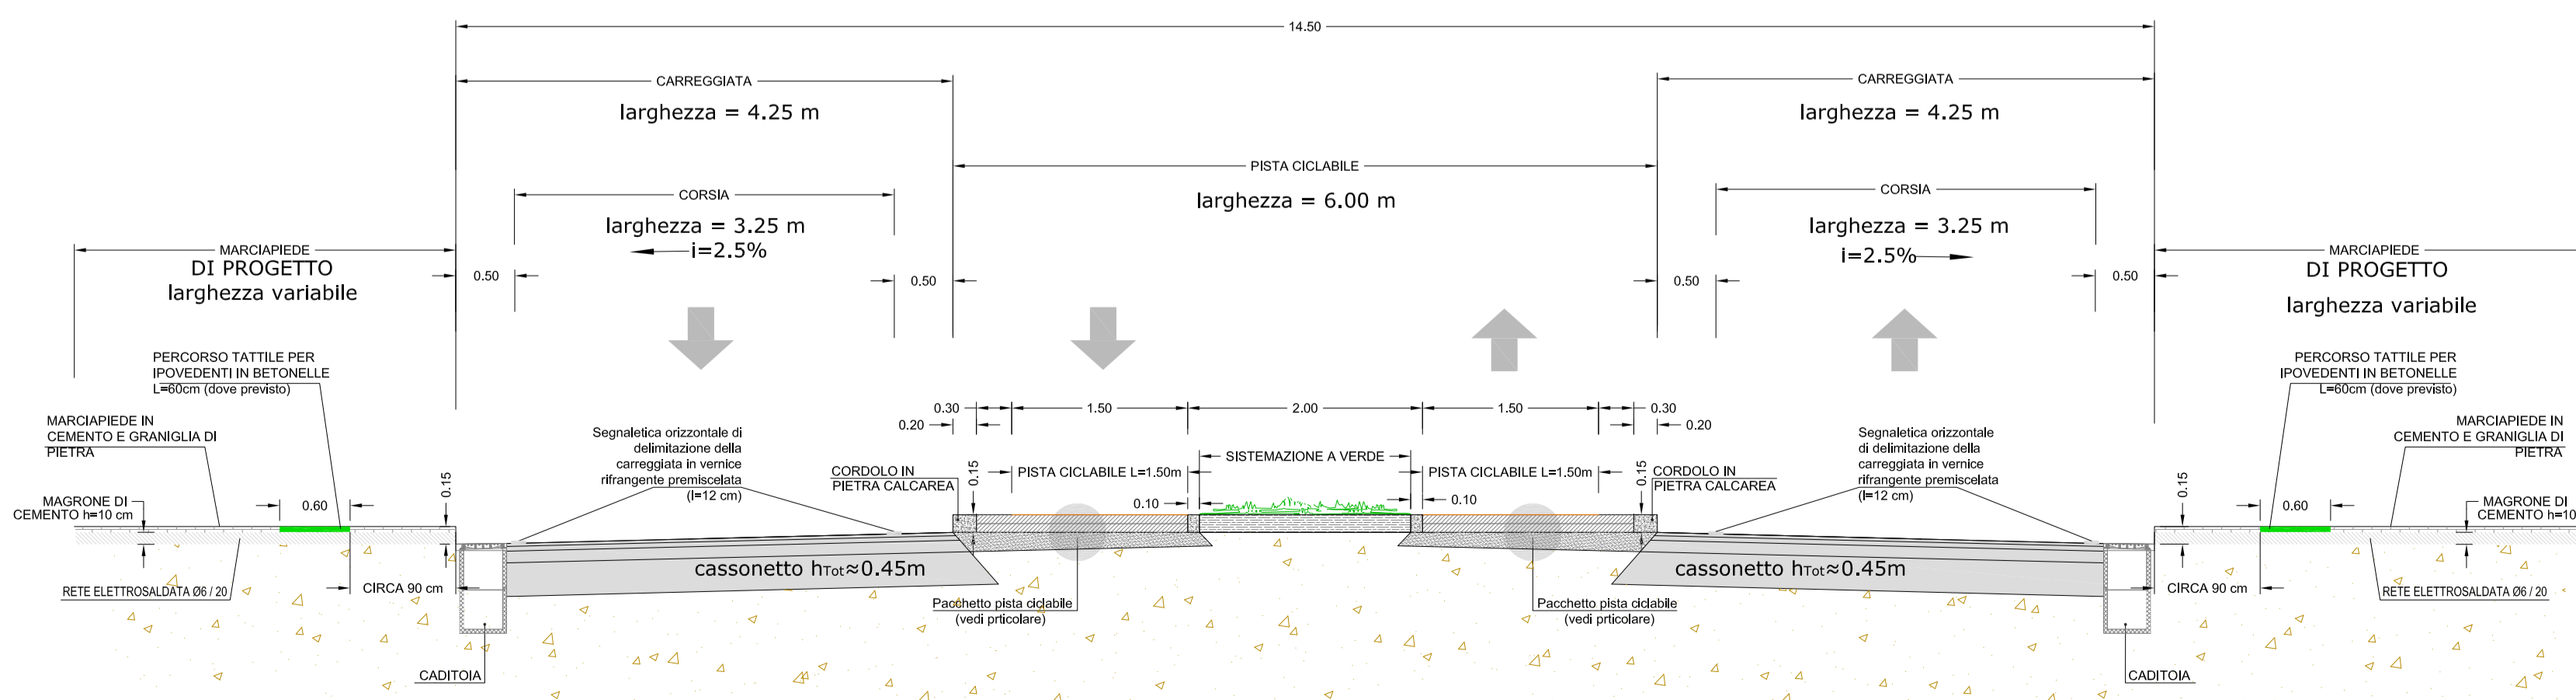 14.50
CARREGGIATA
larghezza = 4.25 m
CARREGGIATA
larghezza = 4.25 m
PISTA CICLABILE
larghezza = 6.00 m
CORSIA
larghezza = 3.25 m
i=2.5%
CORSIA
larghezza = 3.25 m
i=2.5%
MARCIAPIEDE
DI PROGETTO
larghezza variabile
0.50
0.50
0.50
0.50
MARCIAPIEDE
DI PROGETTO
larghezza variabile
PERCORSO TATTILE PER
IPOVEDENTI IN BETONELLE
L=60cm (dove previsto)
MARCIAPIEDE IN
CEMENTO E GRANIGLIA DI
PIETRA
MAGRONE DI
CEMENTO h=10 cm
0.60
0.15
RETE ELETTROSALDATA Ø6 / 20
CIRCA 90 cm
CADITOIA
Segnaletica orizzontale di
delimitazione della
carreggiata in vernice
rifrangente premiscelata
(l=12 cm)
cassonetto hTot≈0.45m
0.30
1.50
2.00
1.50
0.30
0.20
0.20
CORDOLO IN
PIETRA CALCAREA
0.15
PISTA CICLABILE L=1.50m
SISTEMAZIONE A VERDE
PISTA CICLABILE L=1.50m
0.15
CORDOLO IN
PIETRA CALCAREA
0.10
0.10
Pacchetto pista ciclabile
(vedi prticolare)
Pacchetto pista ciclabile
(vedi prticolare)
Segnaletica orizzontale
di delimitazione della
carreggiata in vernice
rifrangente premiscelata
(l=12 cm)
cassonetto hTot≈0.45m
PERCORSO TATTILE PER
IPOVEDENTI IN BETONELLE
L=60cm (dove previsto)
MARCIAPIEDE IN
CEMENTO E GRANIGLIA DI
PIETRA
0.15
0.60
MAGRONE DI
CEMENTO h=10
CIRCA 90 cm
RETE ELETTROSALDATA Ø6 / 20
CADITOIA